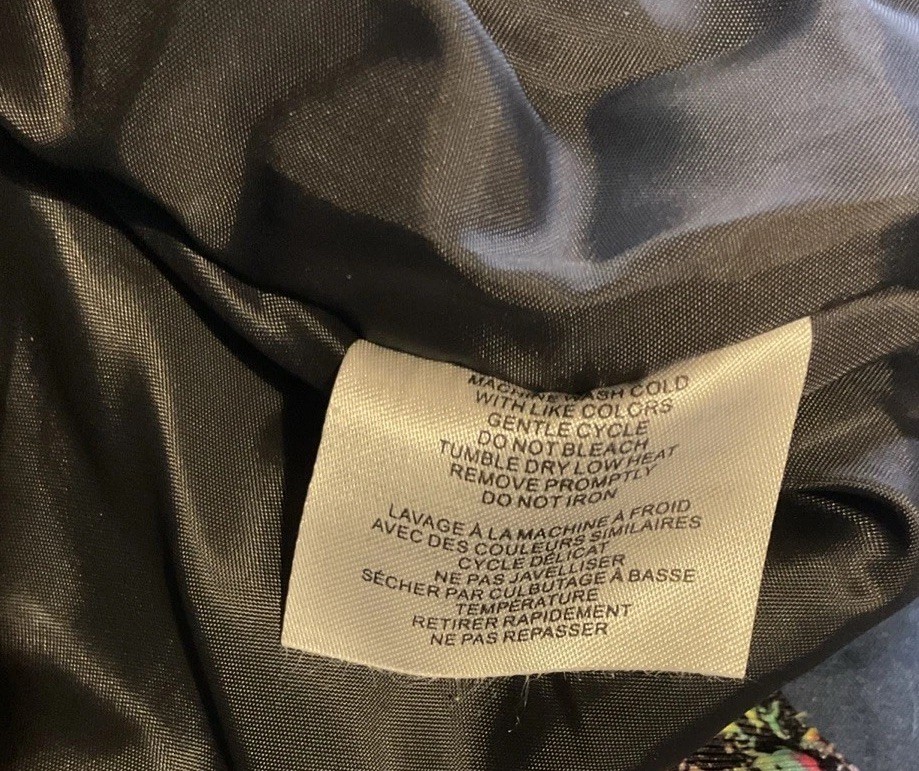 MACHINE WASH COLD
WITH LIKE COLORS
GENTLE CYCLE
DO NOT BLEACH
TUMBLE DRY LOW HEAT
REMOVE PROMPTLY
DO NOT IRON
LAVAGE À LA MACHINE À FROID
AVEC DES COULEURS SIMILAIRES
CYCLE DÉLICAT
NE PAS JAVELLISER
SÉCHER PAR CULBUTAGE À BASSE
TEMPÉRATURE
RETIRER RAPIDEMENT
NE PAS REPASSER